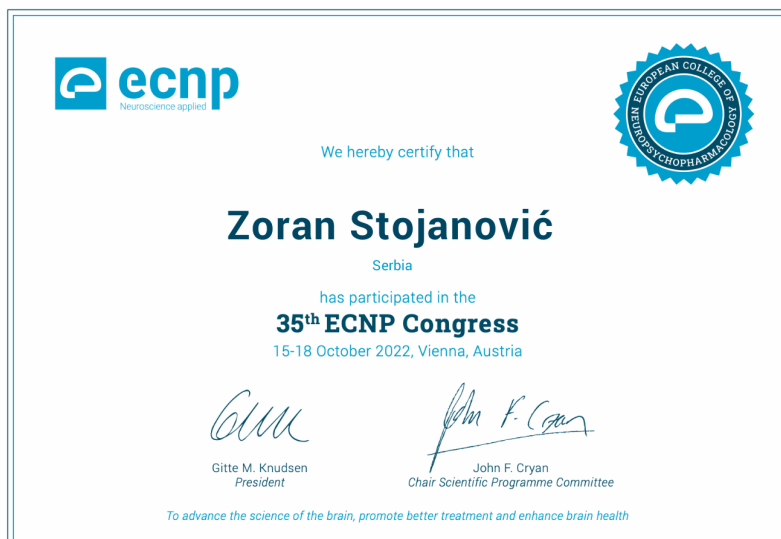 ecnp
Neuroscience applied
EUROPEAN COLLEGE OF
NEUROPSYCHOPHARMACOLOGY
We hereby certify that
Zoran Stojanović
Serbia
has participated in the
35th ECNP Congress
15-18 October 2022, Vienna, Austria
John F. Cryan
Gitte M. Knudsen
President
John F. Cryan
Chair Scientific Programme Committee
To advance the science of the brain, promote better treatment and enhance brain health